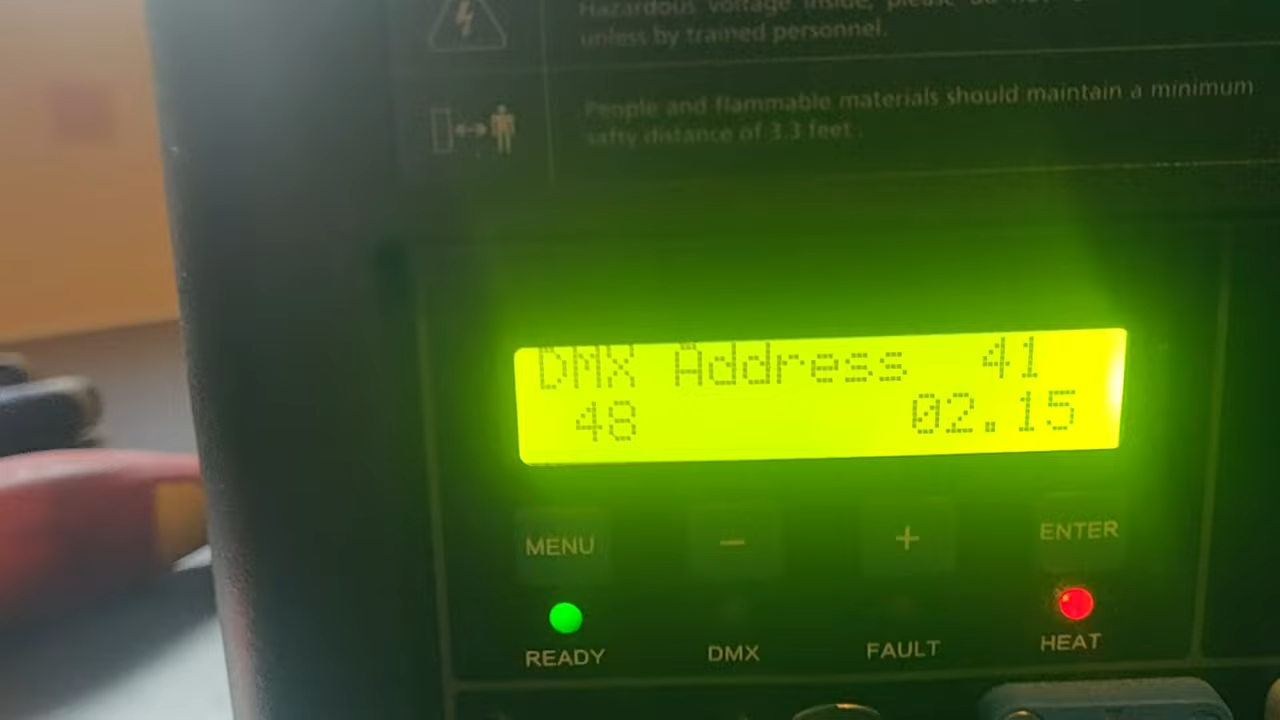 Hazardous voltage inside, please do not
unless by trained personnel.
People and flammable materials should maintain a minimum
safty distance of 3.3 feet .
DMX Address 41
48 02.15
MENU − + ENTER
READY DMX FAULT HEAT